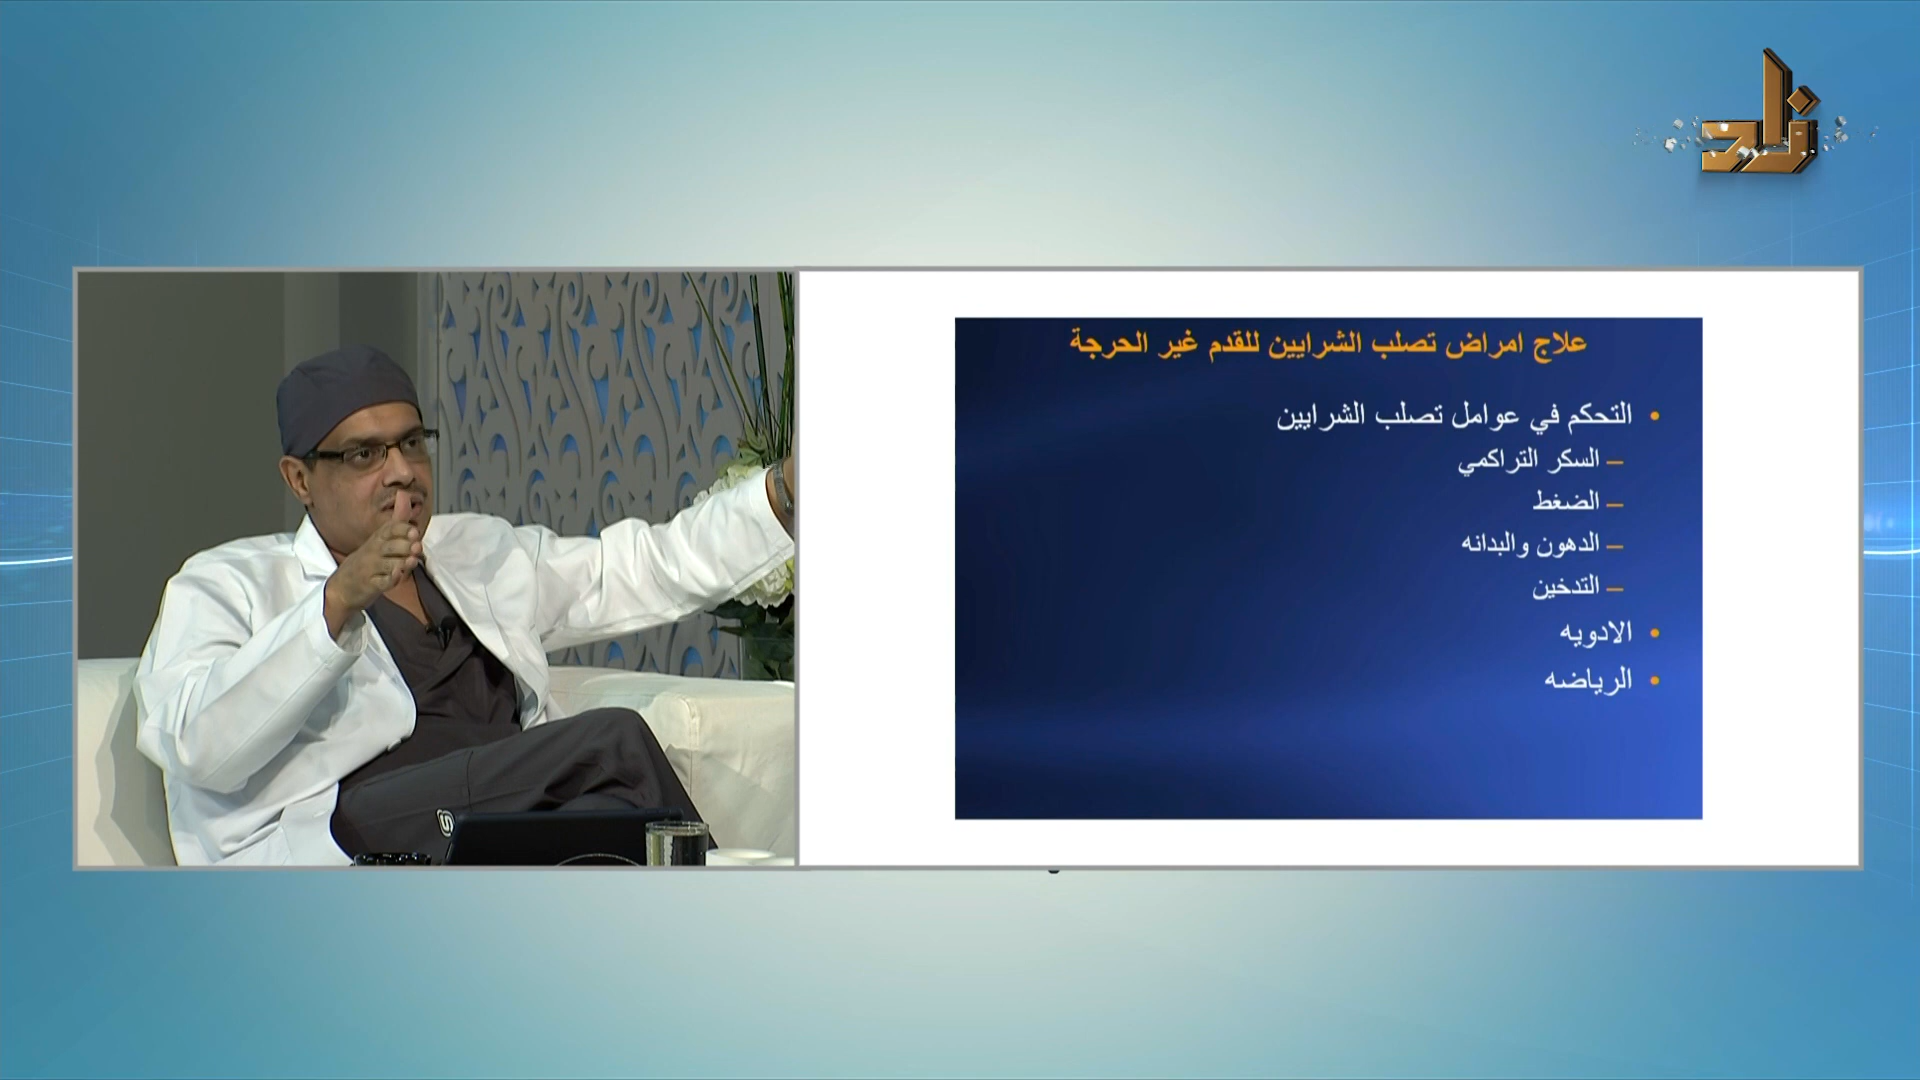 زاد
علاج امراض تصلب الشرايين للقدم غير الحرجة
• التحكم في عوامل تصلب الشرايين
– السكر التراكمي
– الضغط
– الدهون والبدانه
– التدخين
• الادويه
• الرياضه